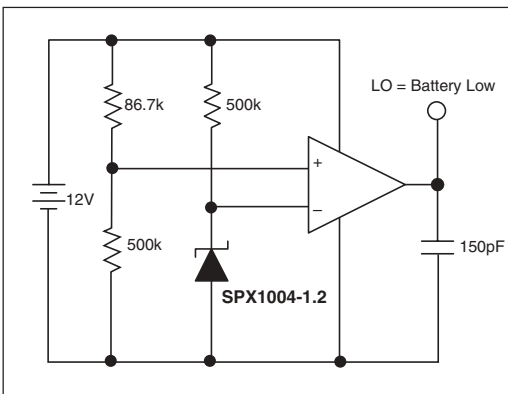 LO = Battery Low
86.7k
500k
+
12V
–
500k
150pF
SPX1004-1.2